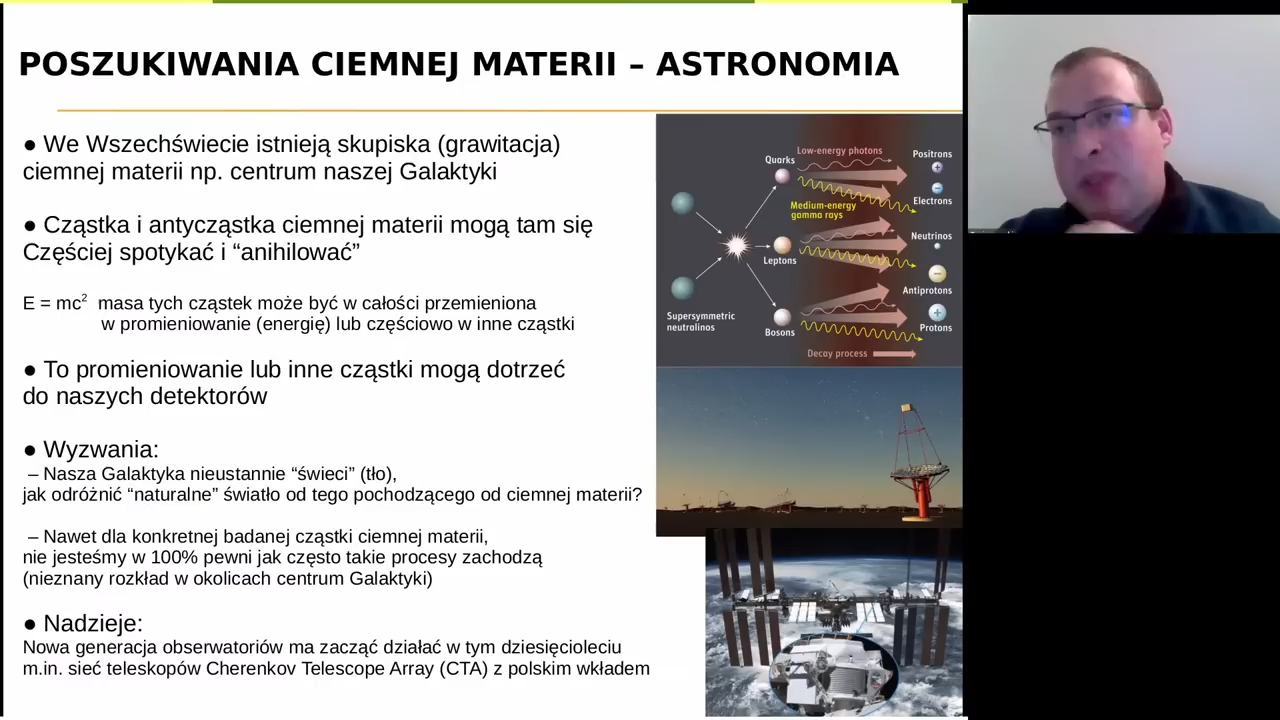 POSZUKIWANIA CIEMNEJ MATERII – ASTRONOMIA
● We Wszechświecie istnieją skupiska (grawitacja)
ciemnej materii np. centrum naszej Galaktyki
● Cząstka i antycząstka ciemnej materii mogą tam się
Częściej spotykać i “anihilować”
E = mc² masa tych cząstek może być w całości przemieniona
w promieniowanie (energię) lub częściowo w inne cząstki
● To promieniowanie lub inne cząstki mogą dotrzeć
do naszych detektorów
● Wyzwania:
– Nasza Galaktyka nieustannie “świeci” (tło),
jak odróżnić “naturalne” światło od tego pochodzącego od ciemnej materii?
– Nawet dla konkretnej badanej cząstki ciemnej materii,
nie jesteśmy w 100% pewni jak często takie procesy zachodzą
(nieznany rozkład w okolicach centrum Galaktyki)
● Nadzieje:
Nowa generacja obserwatoriów ma zacząć działać w tym dziesięcioleciu
m.in. sieć teleskopów Cherenkov Telescope Array (CTA) z polskim wkładem
Supersymmetric
neutralinos
Quarks
Leptons
Bosons
Low-energy photons
Medium-energy
gamma rays
Decay process
Positrons
Electrons
Neutrinos
Antiprotons
Protons